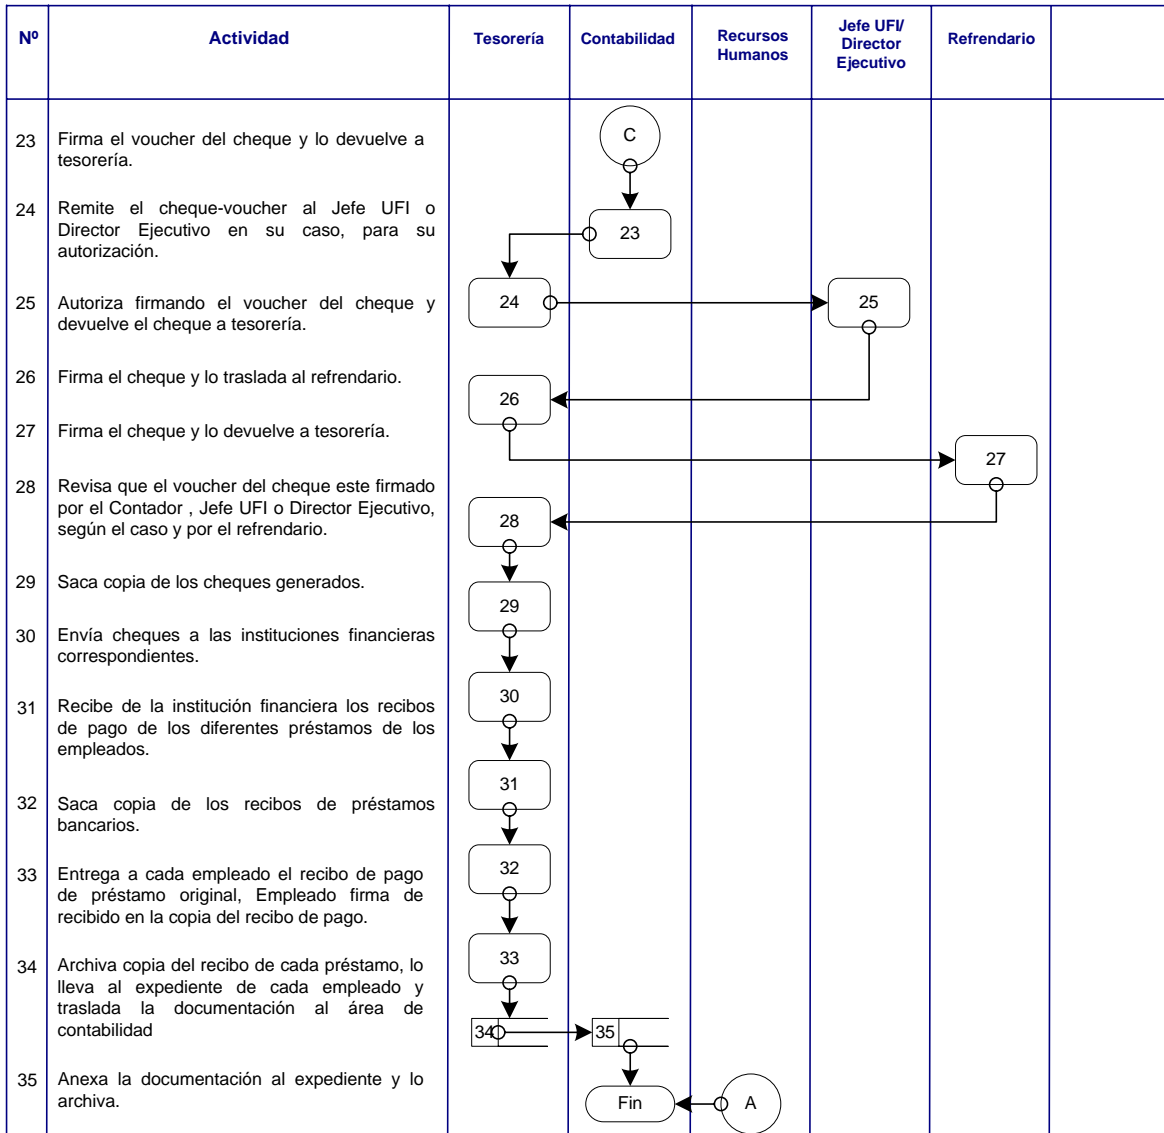 Nº
Actividad
Tesorería
Contabilidad
Recursos
Humanos
Jefe UFI/
Director
Ejecutivo
Refrendario
23
Firma el voucher del cheque y lo devuelve a
tesorería.
24
Remite el cheque-voucher al Jefe UFI o
Director Ejecutivo en su caso, para su
autorización.
25
Autoriza firmando el voucher del cheque y
devuelve el cheque a tesorería.
26
Firma el cheque y lo traslada al refrendario.
27
Firma el cheque y lo devuelve a tesorería.
28
Revisa que el voucher del cheque este firmado
por el Contador , Jefe UFI o Director Ejecutivo,
según el caso y por el refrendario.
29
Saca copia de los cheques generados.
30
Envía cheques a las instituciones financieras
correspondientes.
31
Recibe de la institución financiera los recibos
de pago de los diferentes préstamos de los
empleados.
32
Saca copia de los recibos de préstamos
bancarios.
33
Entrega a cada empleado el recibo de pago
de préstamo original, Empleado firma de
recibido en la copia del recibo de pago.
34
Archiva copia del recibo de cada préstamo, lo
lleva al expediente de cada empleado y
traslada la documentación al área de
contabilidad
35
Anexa la documentación al expediente y lo
archiva.
C
23
24
25
26
27
28
29
30
31
32
33
34
35
Fin
A